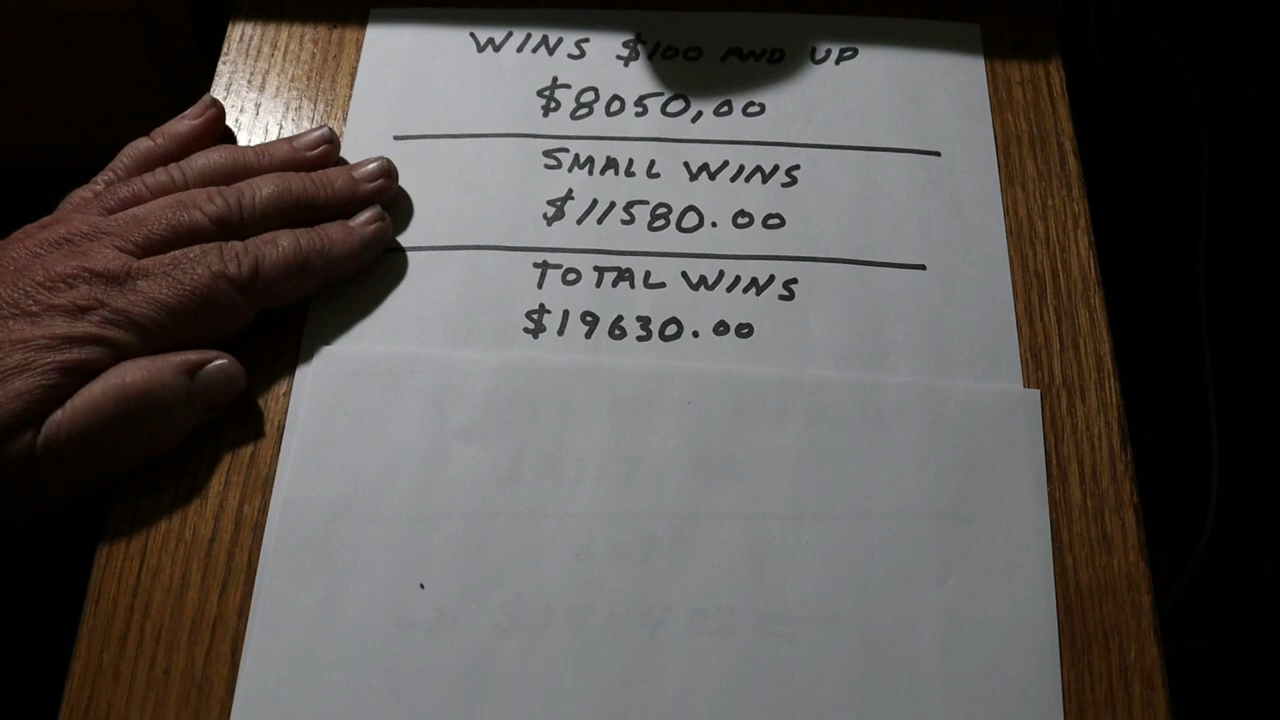 WINS $100 AND UP
$8050,00
SMALL WINS
$11580.00
TOTAL WINS
$19630.00